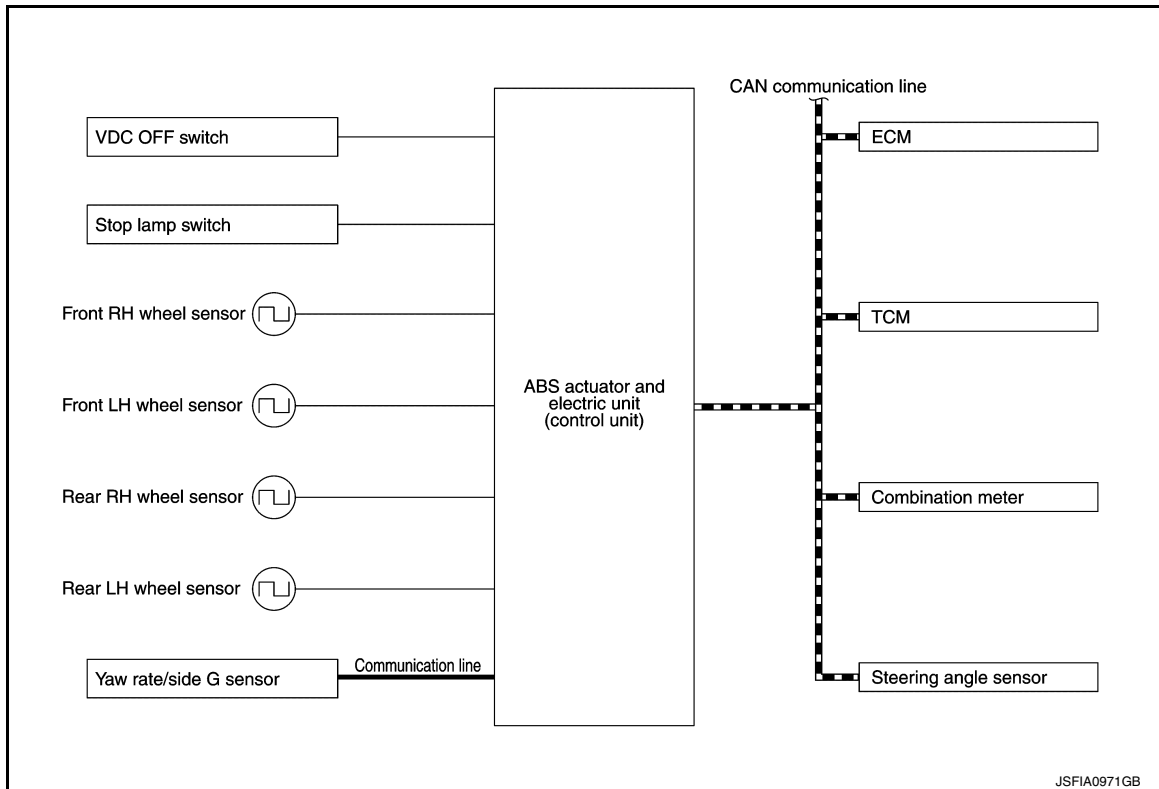 CAN communication line
VDC OFF switch
ECM
Stop lamp switch
Front RH wheel sensor
TCM
Front LH wheel sensor
ABS actuator and
electric unit
(control unit)
Rear RH wheel sensor
Combination meter
Rear LH wheel sensor
Yaw rate/side G sensor
Communication line
Steering angle sensor
JSFIA0971GB